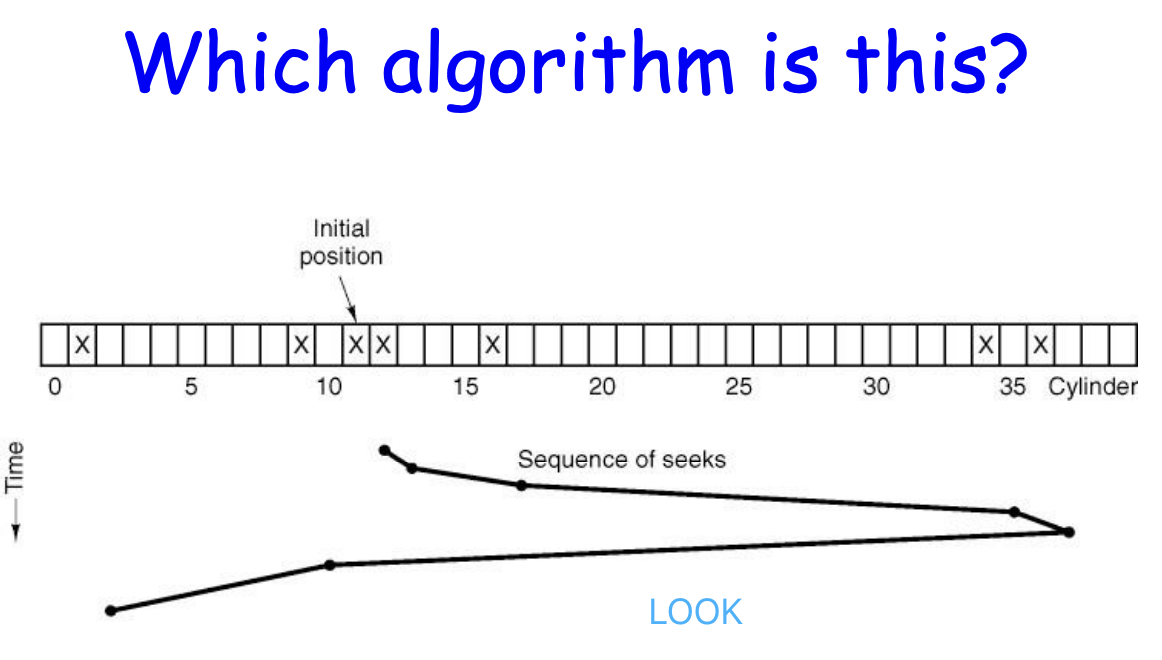 Which algorithm is this?
Initial
position
X X X X X X X
0 5 10 15 20 25 30 35 Cylinder
Time
Sequence of seeks
LOOK